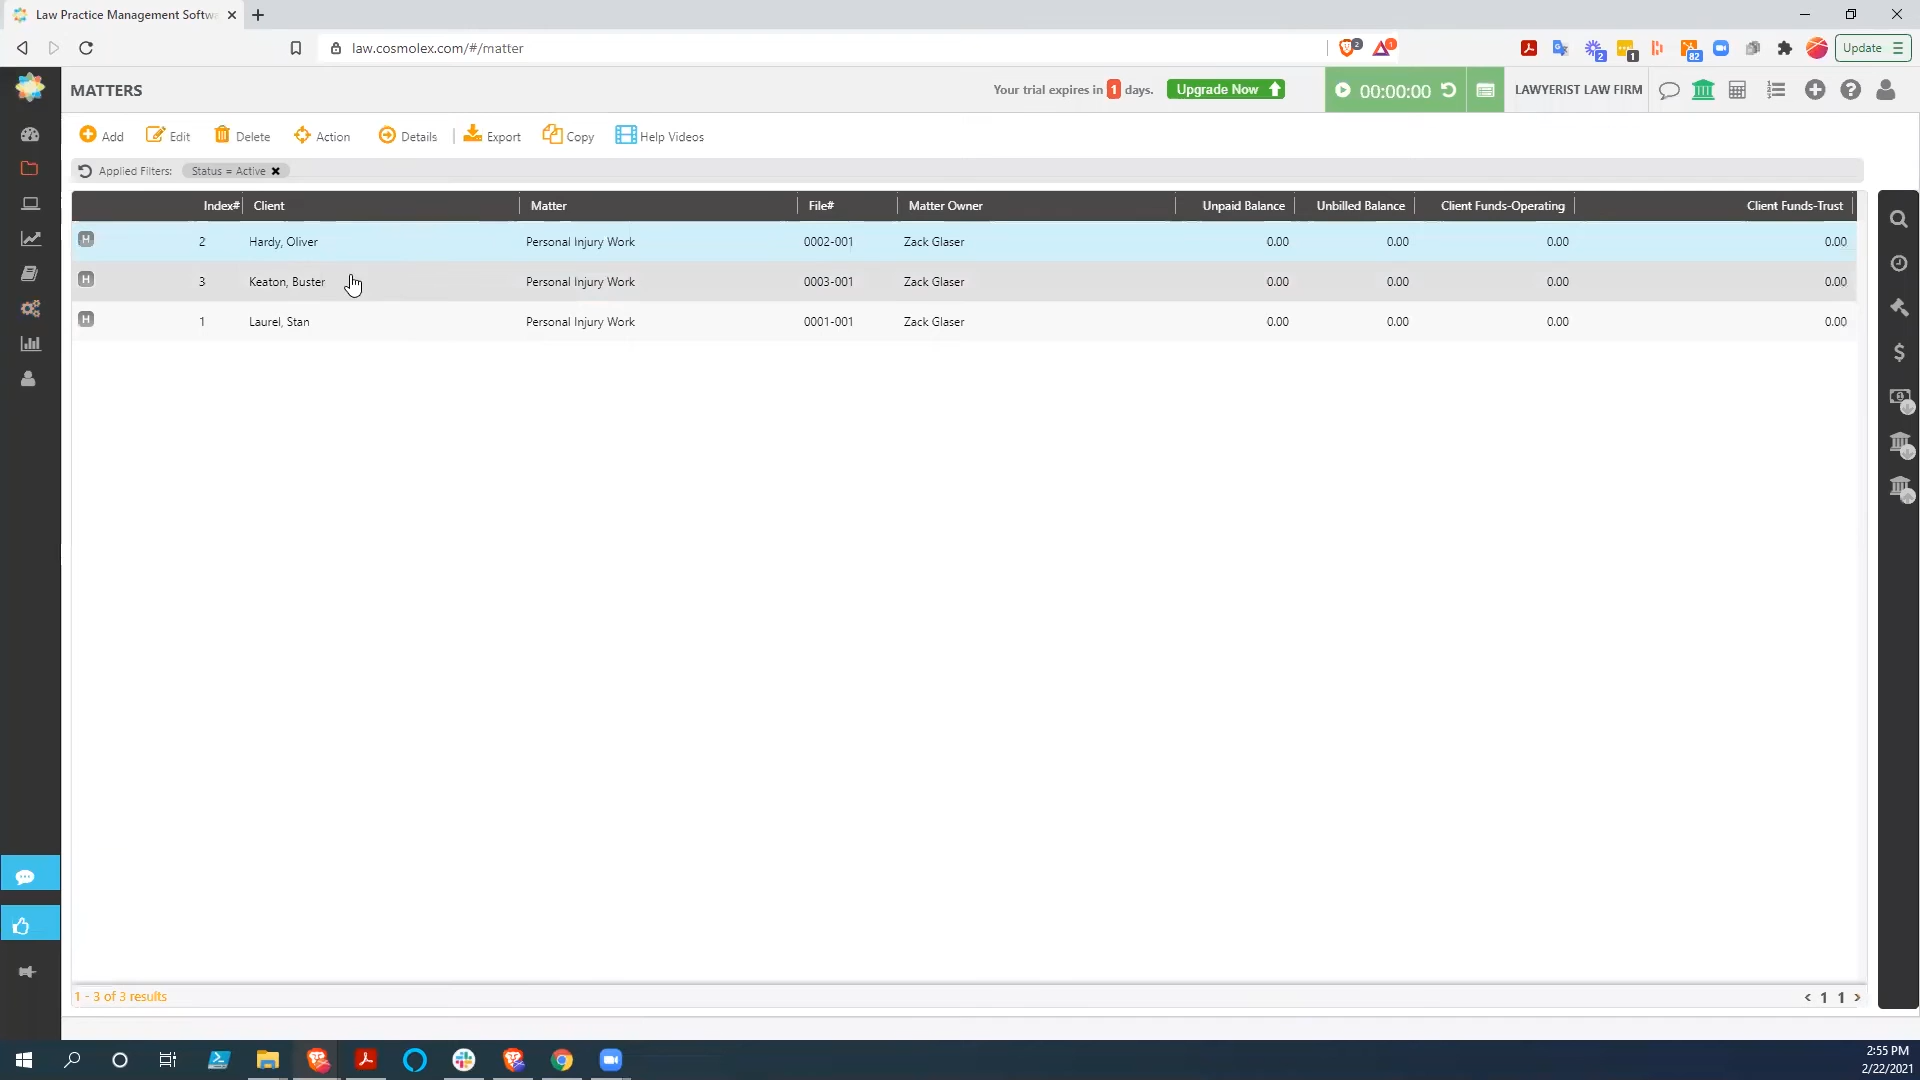 Law Practice Management Softw
law.cosmolex.com/#/matter
2
1
2
1
82
Update
MATTERS
Your trial expires in 1 days.
Upgrade Now
00:00:00
LAWYERIST LAW FIRM
Add
Edit
Delete
Action
Details
Export
Copy
Help Videos
Applied Filters:
Status = Active
Index# Client Matter File# Matter Owner Unpaid Balance Unbilled Balance Client Funds-Operating Client Funds-Trust
H 2 Hardy, Oliver Personal Injury Work 0002-001 Zack Glaser 0.00 0.00 0.00 0.00
H 3 Keaton, Buster Personal Injury Work 0003-001 Zack Glaser 0.00 0.00 0.00 0.00
H 1 Laurel, Stan Personal Injury Work 0001-001 Zack Glaser 0.00 0.00 0.00 0.00
1 - 3 of 3 results
< 1 1 >
2:55 PM
2/22/2021